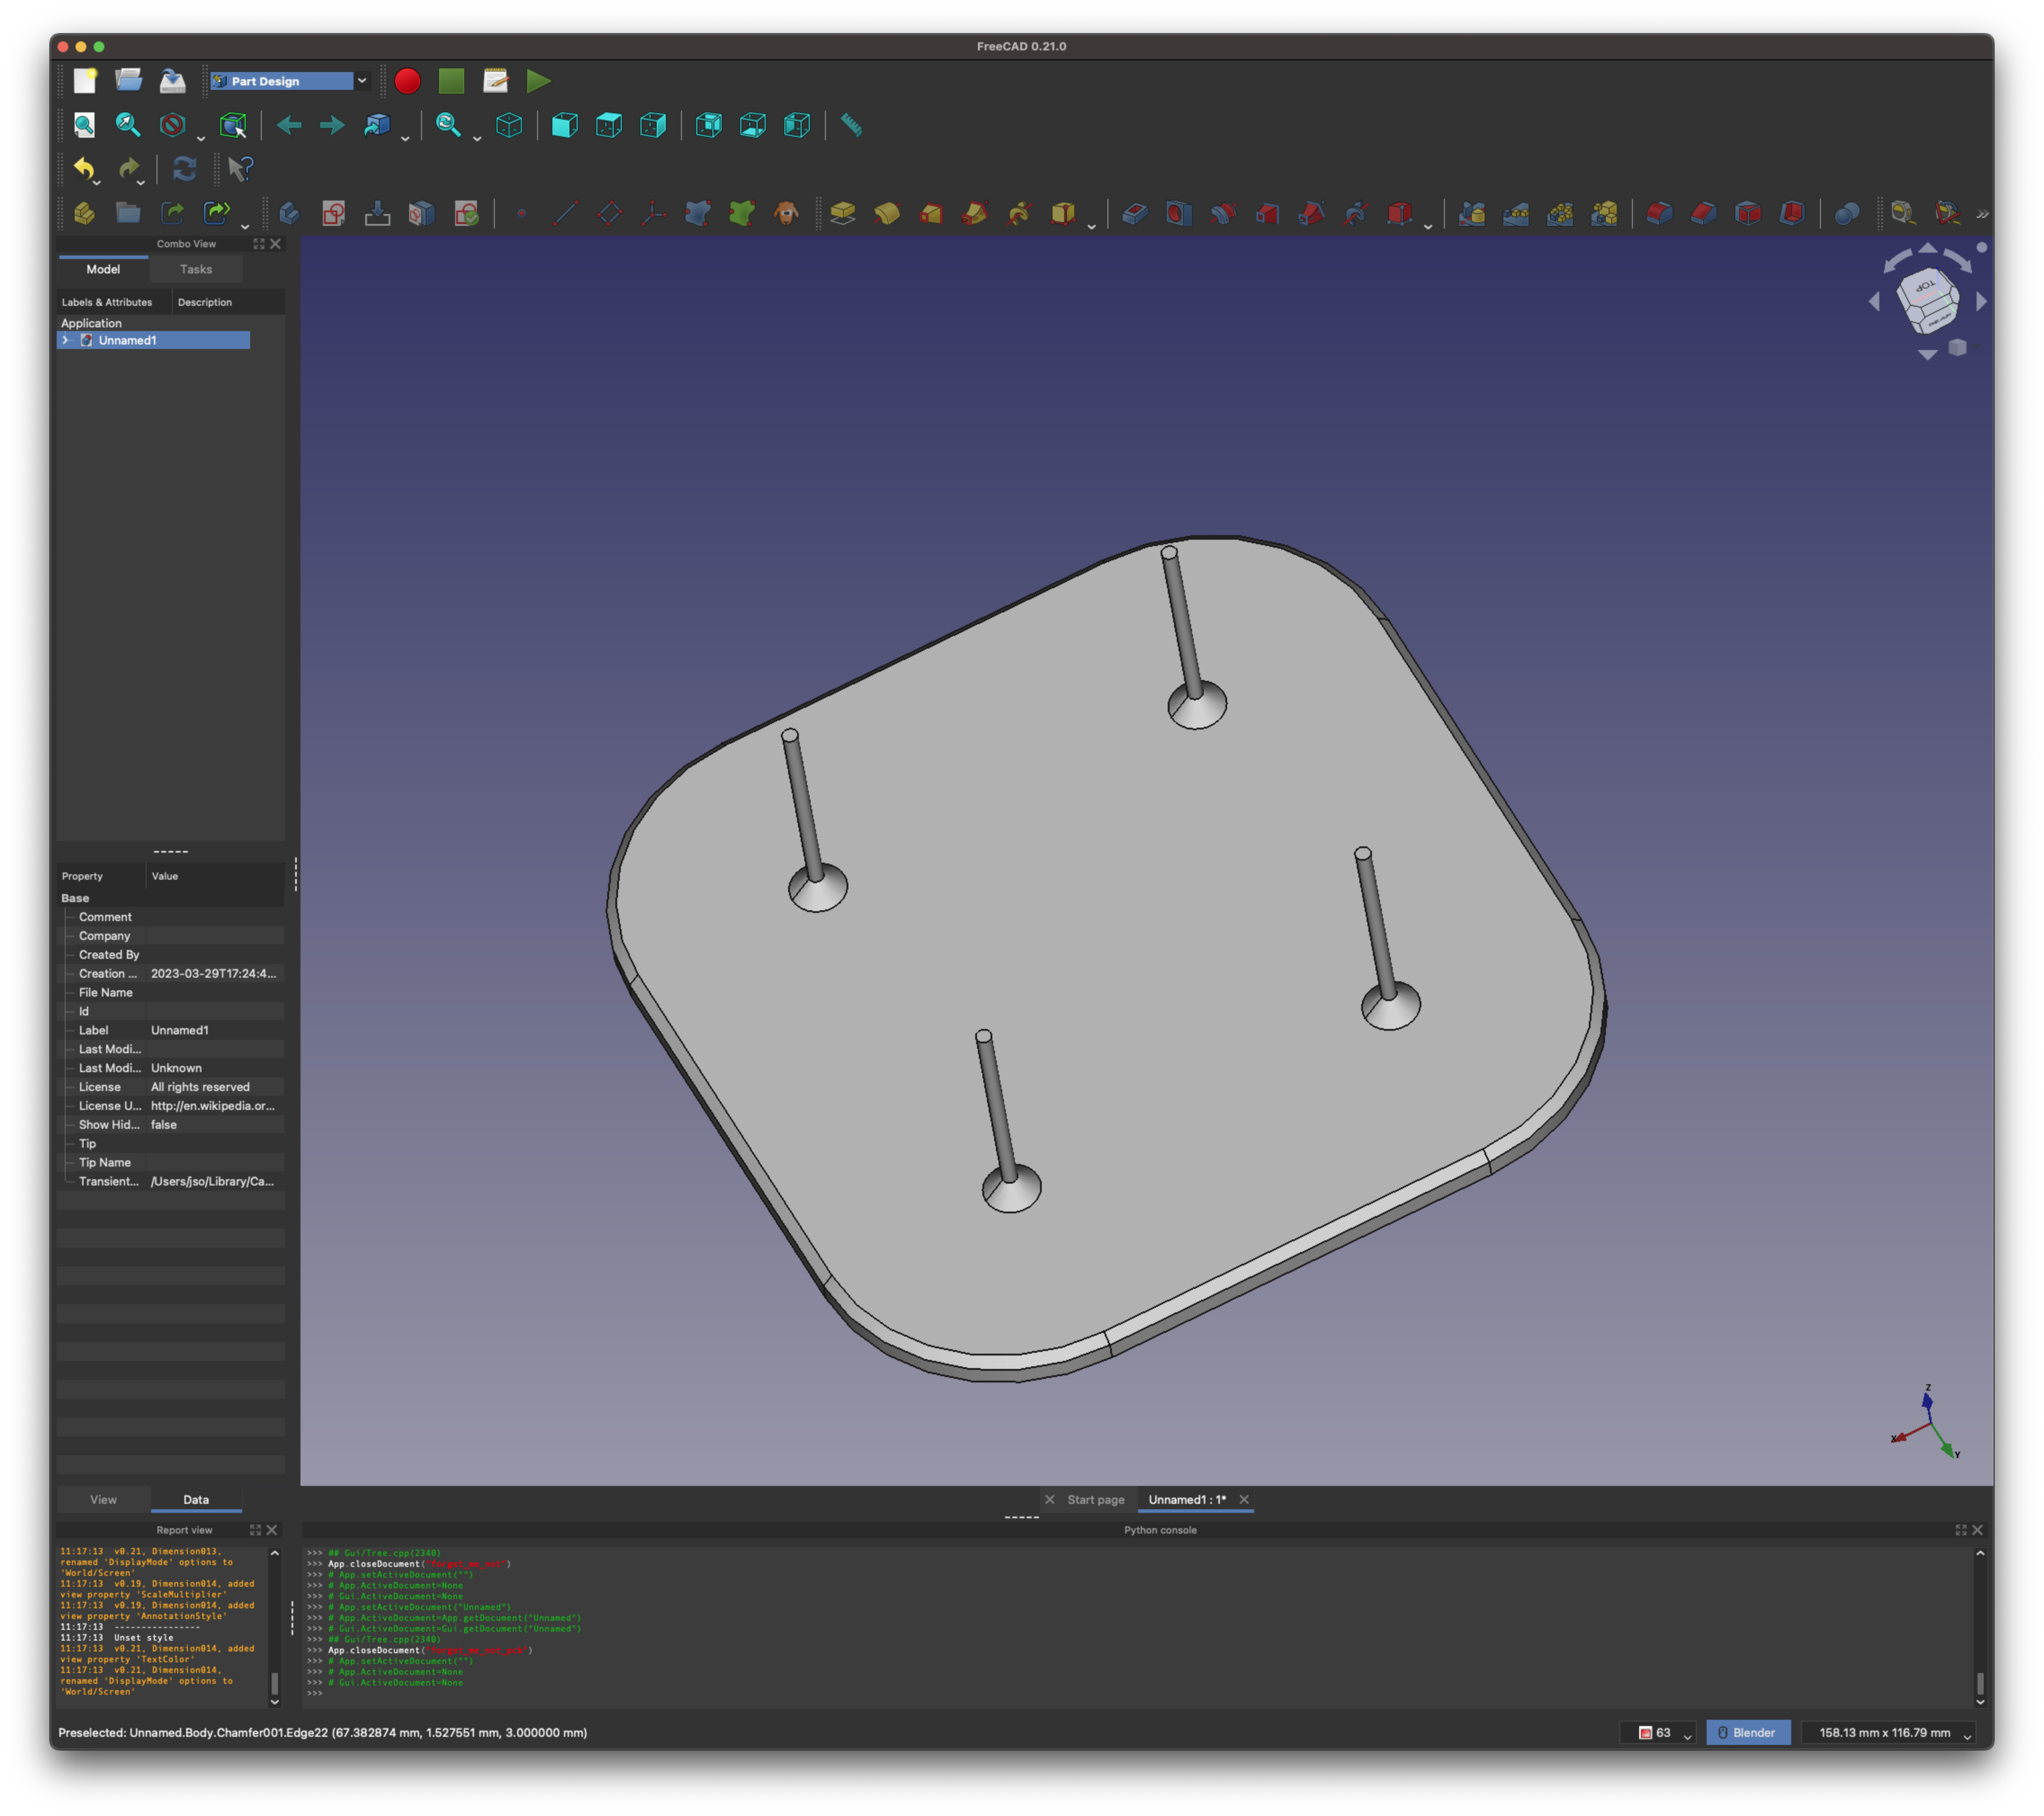 FreeCAD 0.21.0
Part Design
Combo View
Model Tasks
Labels & Attributes Description
Application
Unnamed1
TOP
REAR
Z
X
Y
Property Value
Base
Comment
Company
Created By
Creation ... 2023-03-29T17:24:4...
File Name
Id
Label Unnamed1
Last Modi...
Last Modi... Unknown
License All rights reserved
License U... http://en.wikipedia.or...
Show Hid... false
Tip
Tip Name
Transient... /Users/jso/Library/Ca...
View Data
Start page Unnamed1 : 1*
Report view
11:17:13 v0.21, Dimension013,
renamed 'DisplayMode' options to
'World/Screen'
11:17:13 v0.19, Dimension014, added
view property 'ScaleMultiplier'
11:17:13 v0.19, Dimension014, added
view property 'AnnotationStyle'
11:17:13 ----------------
11:17:13 Unset style
11:17:13 v0.21, Dimension014, added
view property 'TextColor'
11:17:13 v0.21, Dimension014,
renamed 'DisplayMode' options to
'World/Screen'
Python console
>>> ## Gui/Tree.cpp(2340)
>>> App.closeDocument("forget_me_not")
>>> # App.setActiveDocument("")
>>> # App.ActiveDocument=None
>>> # Gui.ActiveDocument=None
>>> # App.setActiveDocument("Unnamed")
>>> # App.ActiveDocument=App.getDocument("Unnamed")
>>> # Gui.ActiveDocument=Gui.getDocument("Unnamed")
>>> ## Gui/Tree.cpp(2340)
>>> App.closeDocument(")
>>> # App.setActiveDocument("")
>>> # App.ActiveDocument=None
>>> # Gui.ActiveDocument=None
>>>
Preselected: Unnamed.Body.Chamfer001.Edge22 (67.382874 mm, 1.527551 mm, 3.000000 mm)
63
Blender
158.13 mm x 116.79 mm